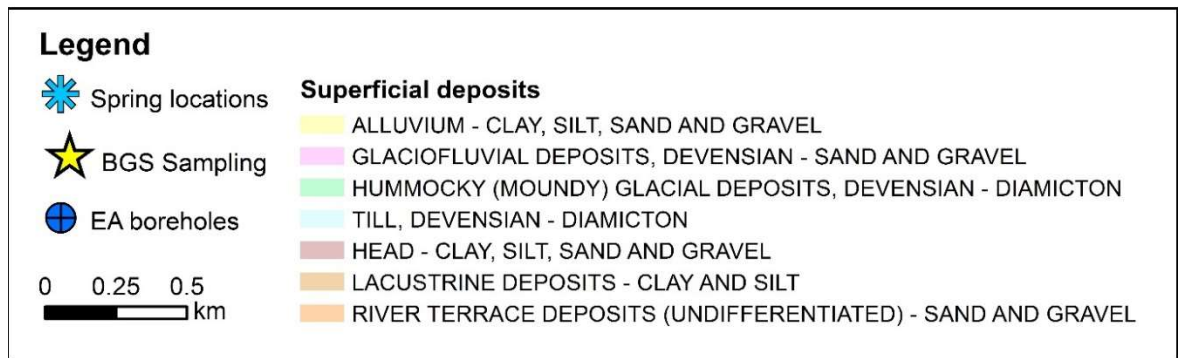 Legend
Spring locations
BGS Sampling
EA boreholes
0 0.25 0.5
km
Superficial deposits
ALLUVIUM - CLAY, SILT, SAND AND GRAVEL
GLACIOFLUVIAL DEPOSITS, DEVENSIAN - SAND AND GRAVEL
HUMMOCKY (MOUNDY) GLACIAL DEPOSITS, DEVENSIAN - DIAMICTON
TILL, DEVENSIAN - DIAMICTON
HEAD - CLAY, SILT, SAND AND GRAVEL
LACUSTRINE DEPOSITS - CLAY AND SILT
RIVER TERRACE DEPOSITS (UNDIFFERENTIATED) - SAND AND GRAVEL